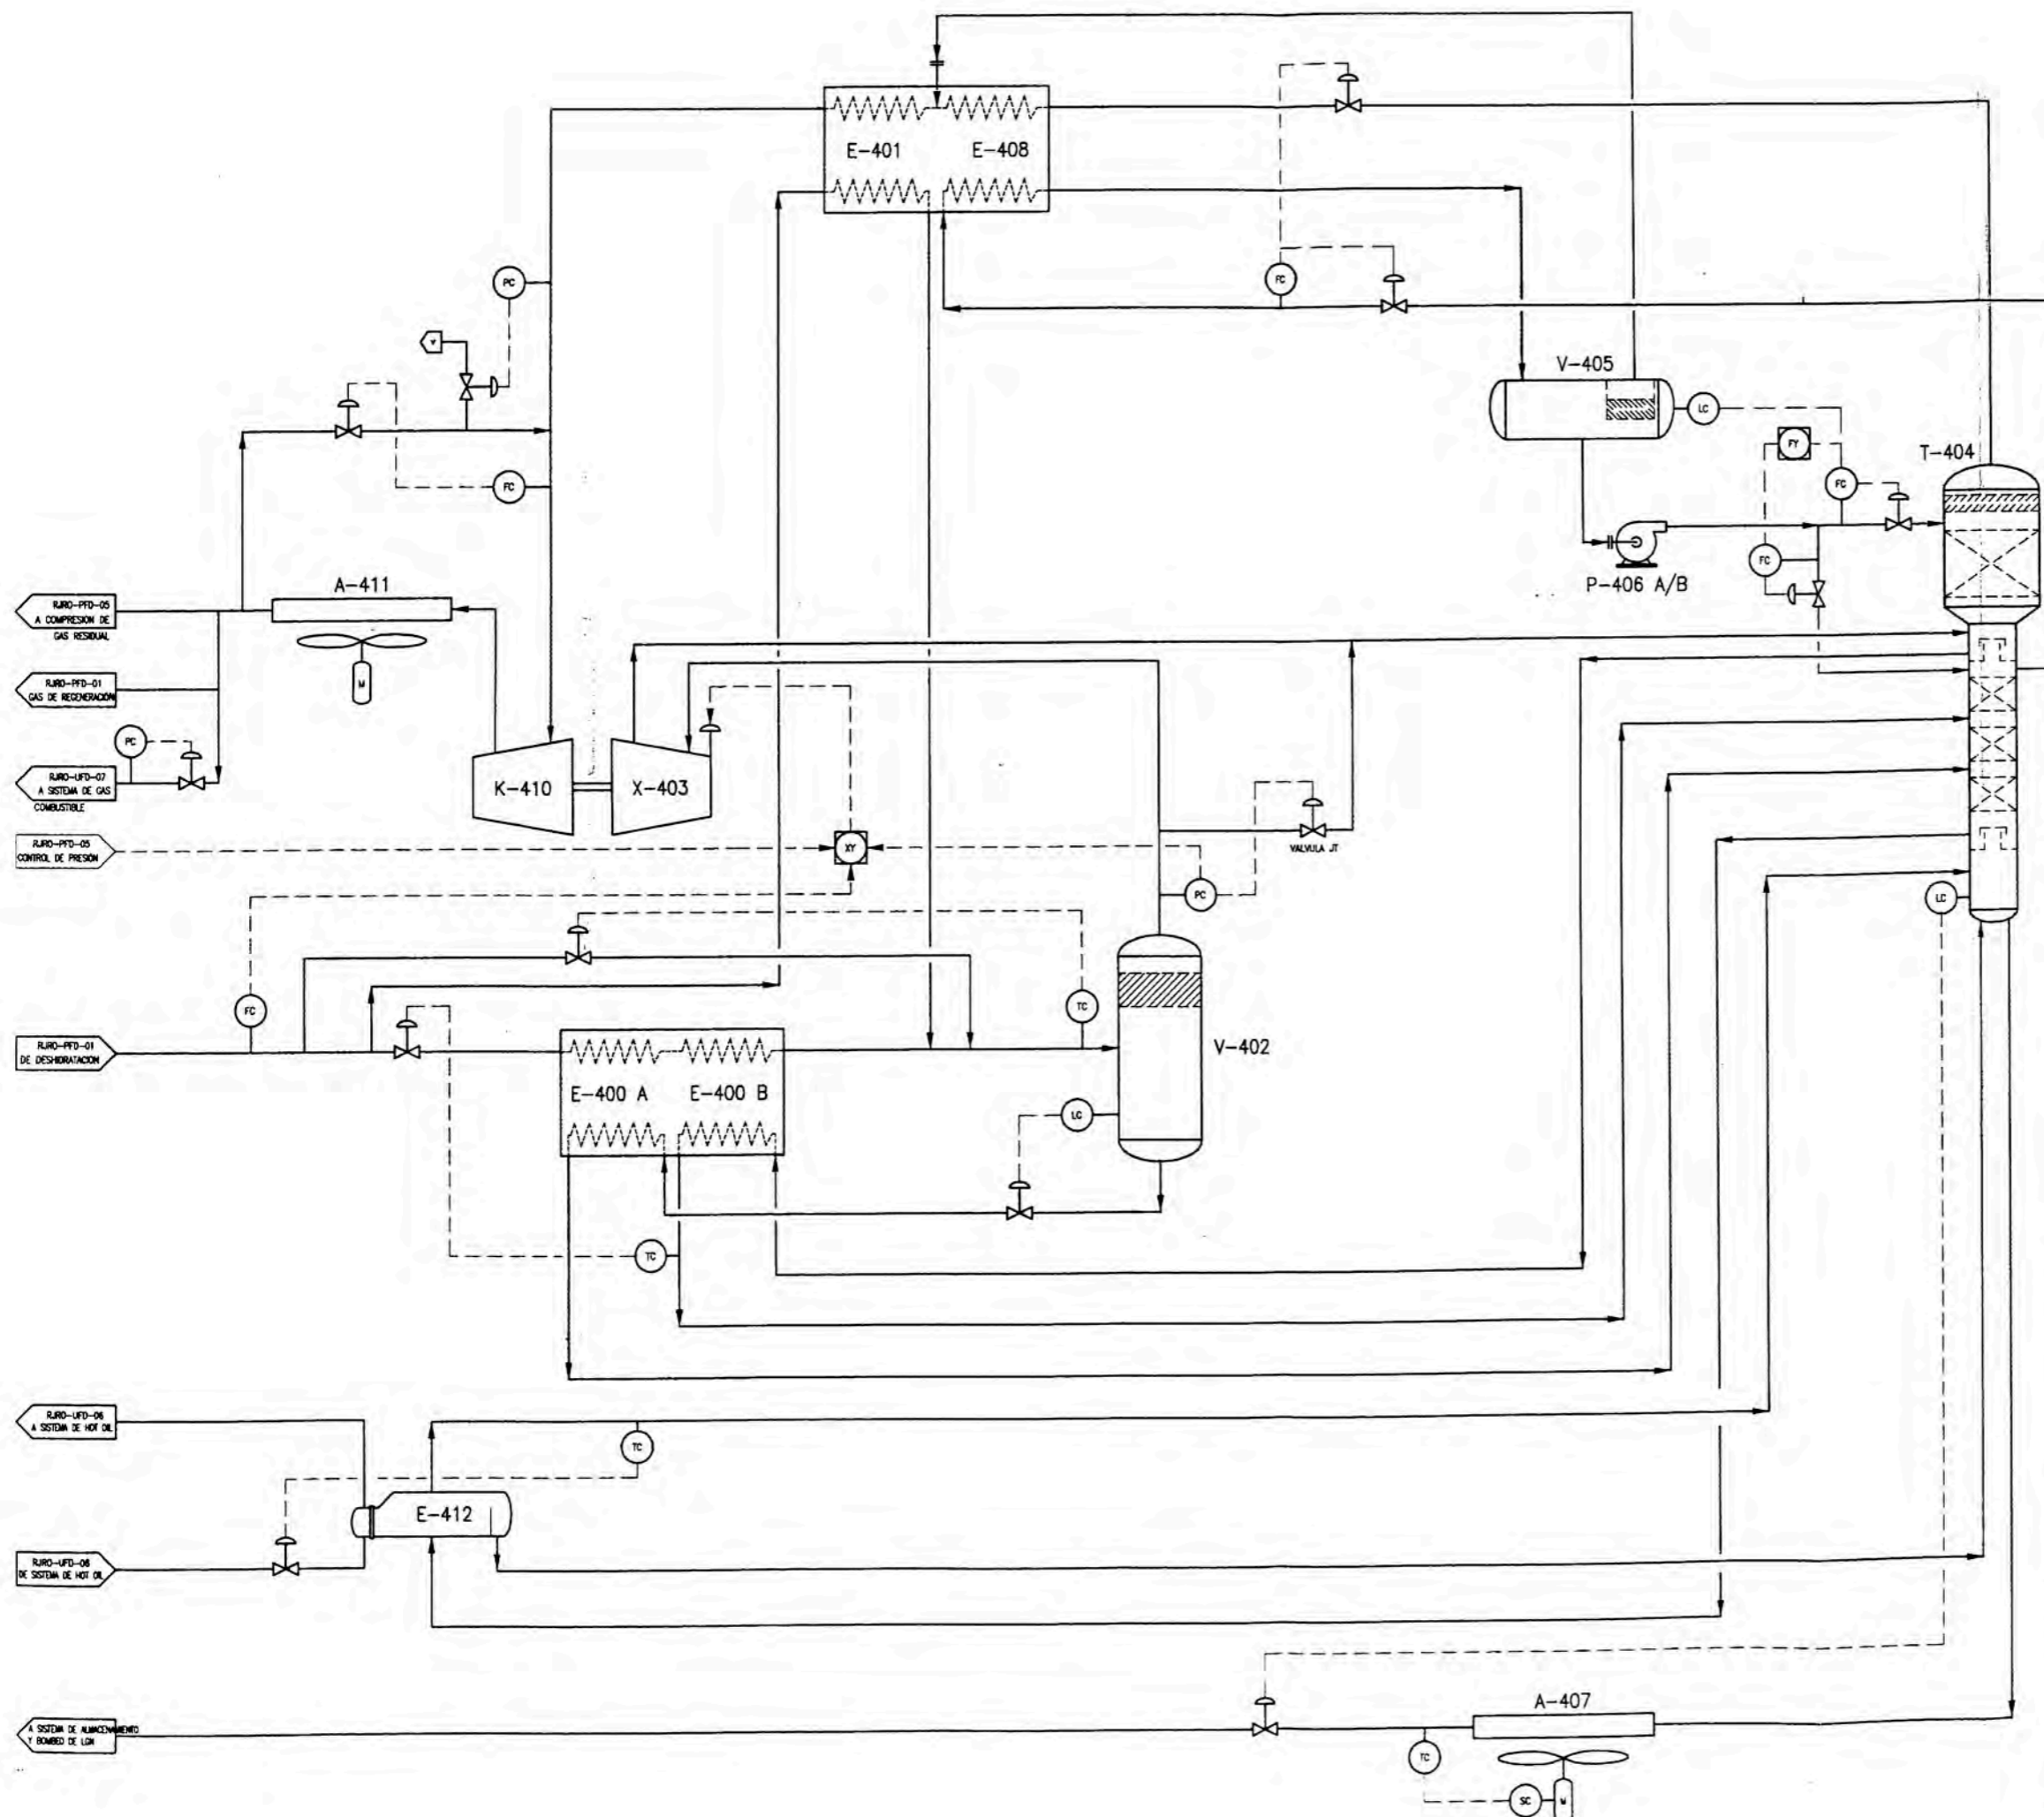 E-401
E-408
PC
FC
Y
V-405
LC
FY
T-404
FC
FC
FC
P-406 A/B
A-411
M
RJRO-PFD-05
A COMPRESION DE
GAS RESIDUAL
RJRO-PFD-01
GAS DE REGENERACIÓN
PC
RJRO-UFD-07
A SISTEMA DE GAS
COMBUSTIBLE
K-410
X-403
RJRO-PFD-05
CONTROL DE PRESIÓN
XY
VALVULA JT
PC
LC
FC
TC
RJRO-PFD-01
DE DESHIDRATACION
V-402
E-400 A
E-400 B
LC
TC
RJRO-UFD-06
A SISTEMA DE HOT OIL
TC
E-412
RJRO-UFD-06
DE SISTEMA DE HOT OIL
A-407
A SISTEMA DE ALMACENAMIENTO
Y BOMBEO DE LGN
TC
SC
M